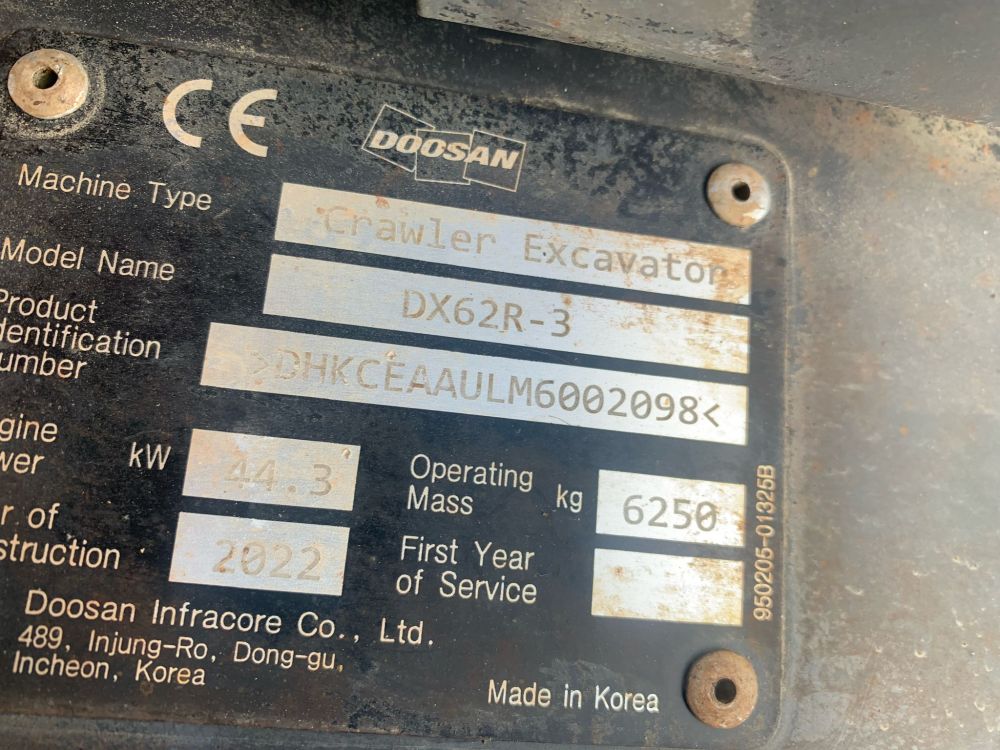 CE
DOOSAN
Machine Type Crawler Excavator
Model Name DX62R-3
Product
dentification
umber >DHKCEAAULM6002098<
gine
wer kW 44.3
Operating
Mass kg 6250
r of
struction 2022
First Year
of Service
Doosan Infracore Co., Ltd.
489, Injung-Ro, Dong-gu,
Incheon, Korea
Made in Korea
950205-01325B